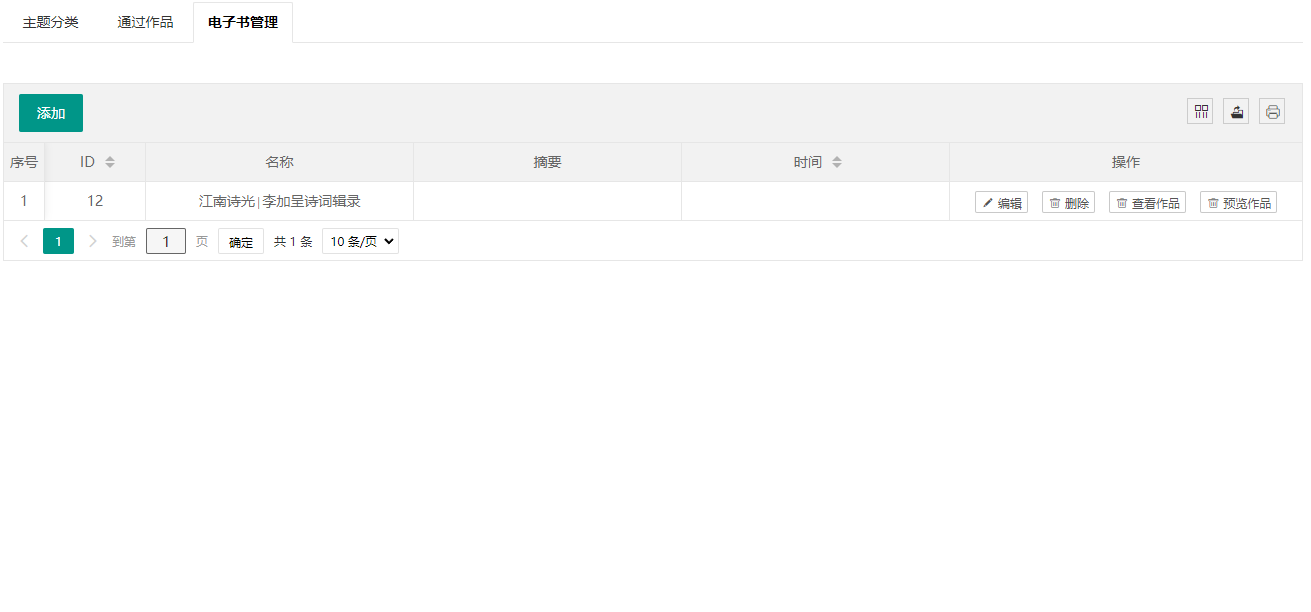 主题分类 通过作品 电子书管理
添加
序号 ID 名称 摘要 时间 操作
1 12 江南诗光|李加呈诗词辑录 编辑 删除 查看作品 预览作品
1 到第 1 页 确定 共 1 条 10 条/页